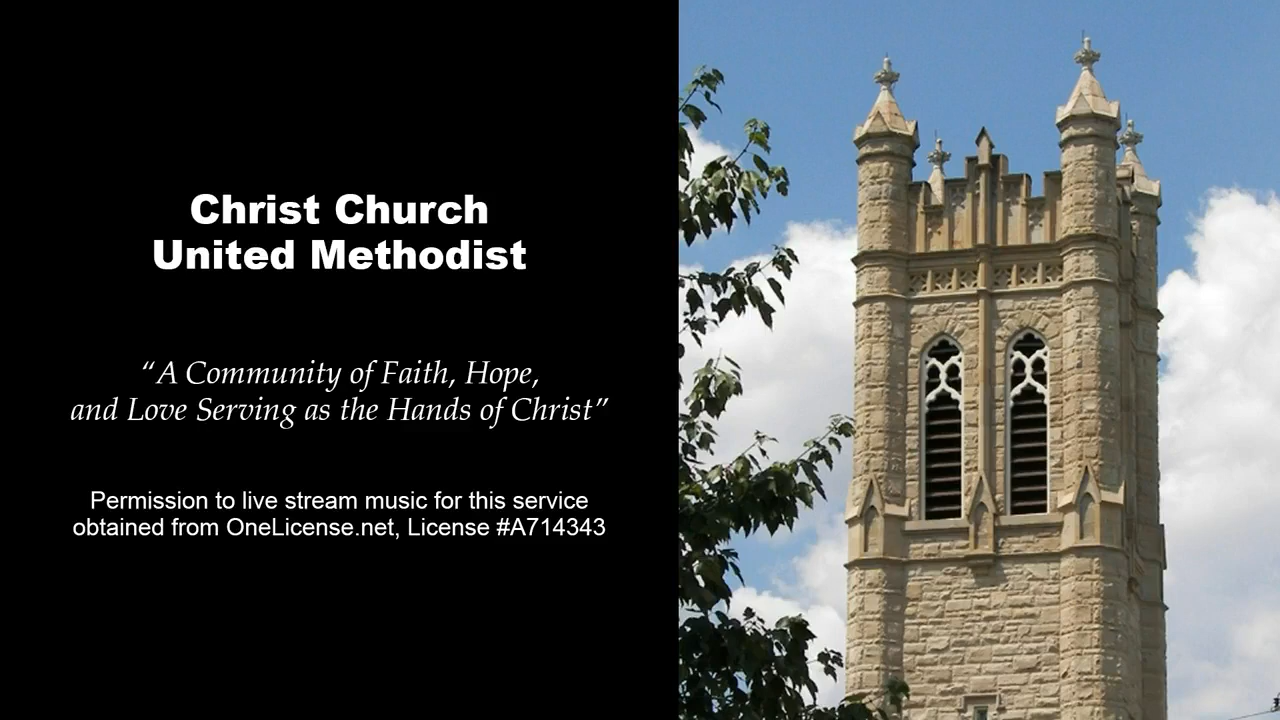 Christ Church
United Methodist
“A Community of Faith, Hope,
and Love Serving as the Hands of Christ”
Permission to live stream music for this service
obtained from OneLicense.net, License #A714343